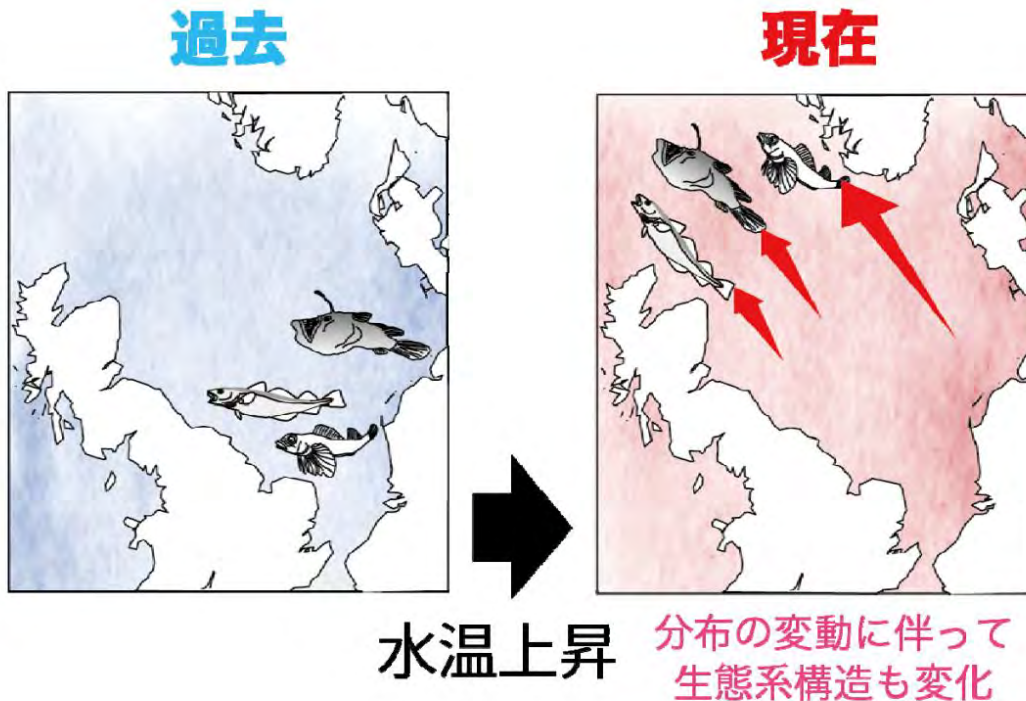 過去
現在
水温上昇
分布の変動に伴って
生態系構造も変化